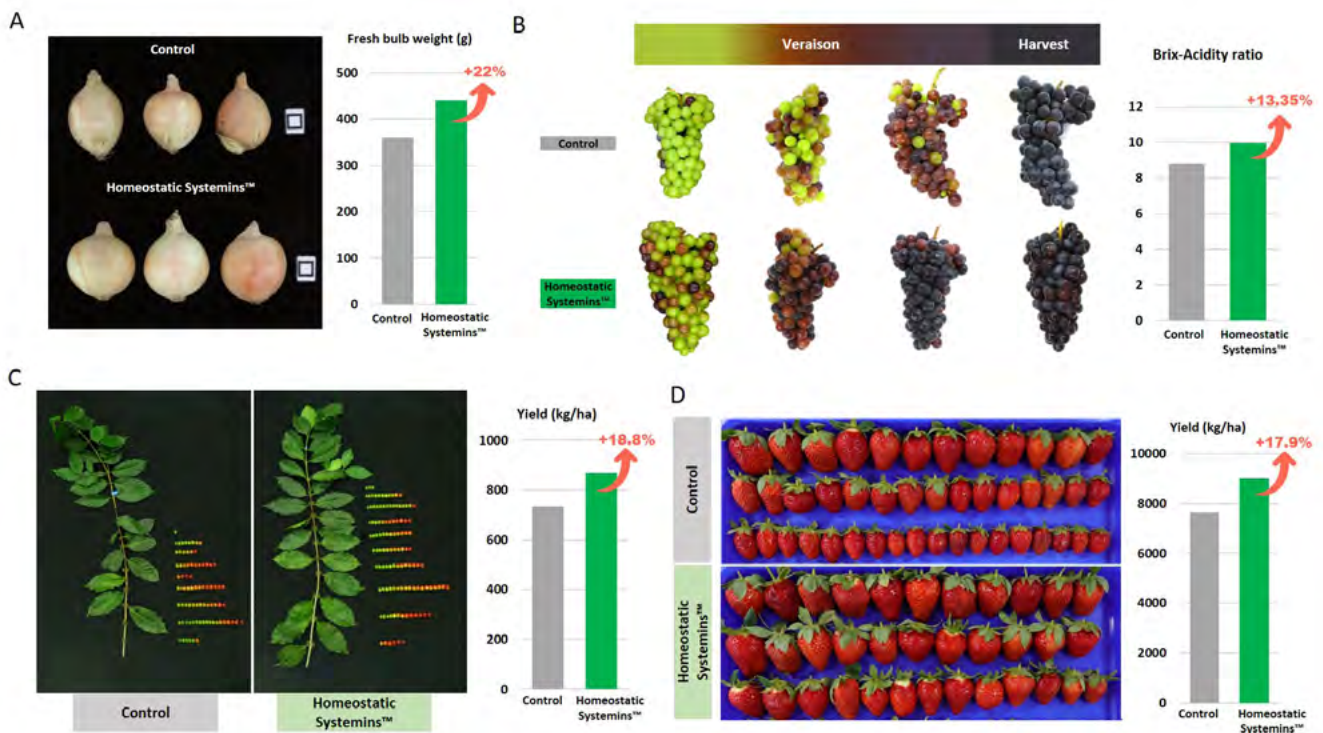 A
Control
Homeostatic Systemins™
Fresh bulb weight (g)
+22%
500
400
300
200
100
0
Control
Homeostatic
Systemins™
B
Veraison
Harvest
Control
Homeostatic
Systemins™
Brix-Acidity ratio
+13.35%
12
10
8
6
4
2
0
Control
Homeostatic
Systemins™
C
Control
Homeostatic
Systemins™
Yield (kg/ha)
+18.8%
1000
800
600
400
200
0
Control
Homeostatic
Systemins™
D
Control
Homeostatic
Systemins™
Yield (kg/ha)
+17.9%
10000
8000
6000
4000
2000
0
Control
Homeostatic
Systemins™